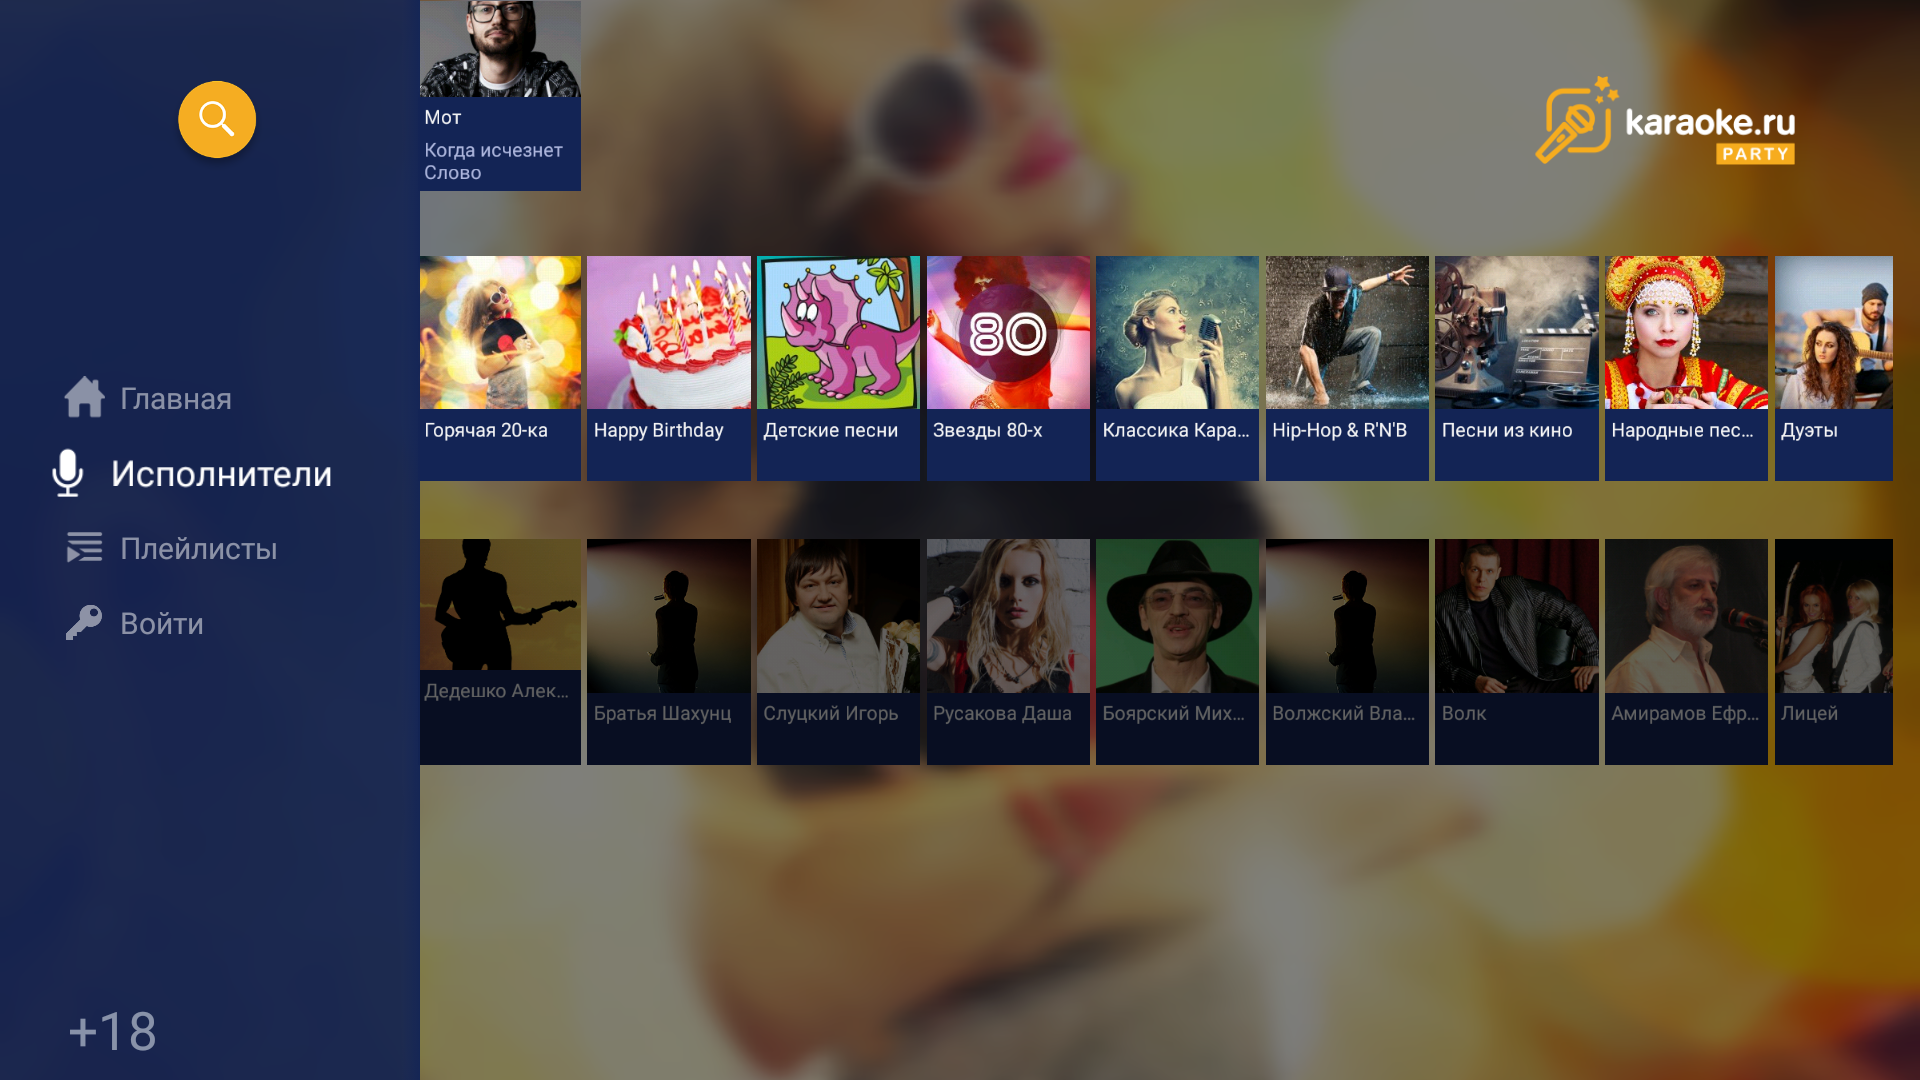 karaoke.ru
PARTY
Главная
Исполнители
Плейлисты
Войти
+18
Мот
Когда исчезнет
Слово
80
Горячая 20-ка
Happy Birthday
Детские песни
Звезды 80-х
Классика Кара...
Hip-Hop & R'N'B
Песни из кино
Народные пес...
Дуэты
Дедешко Алек...
Братья Шахунц
Слуцкий Игорь
Русакова Даша
Боярский Мих...
Волжский Вла...
Волк
Амирамов Ефр...
Лицей